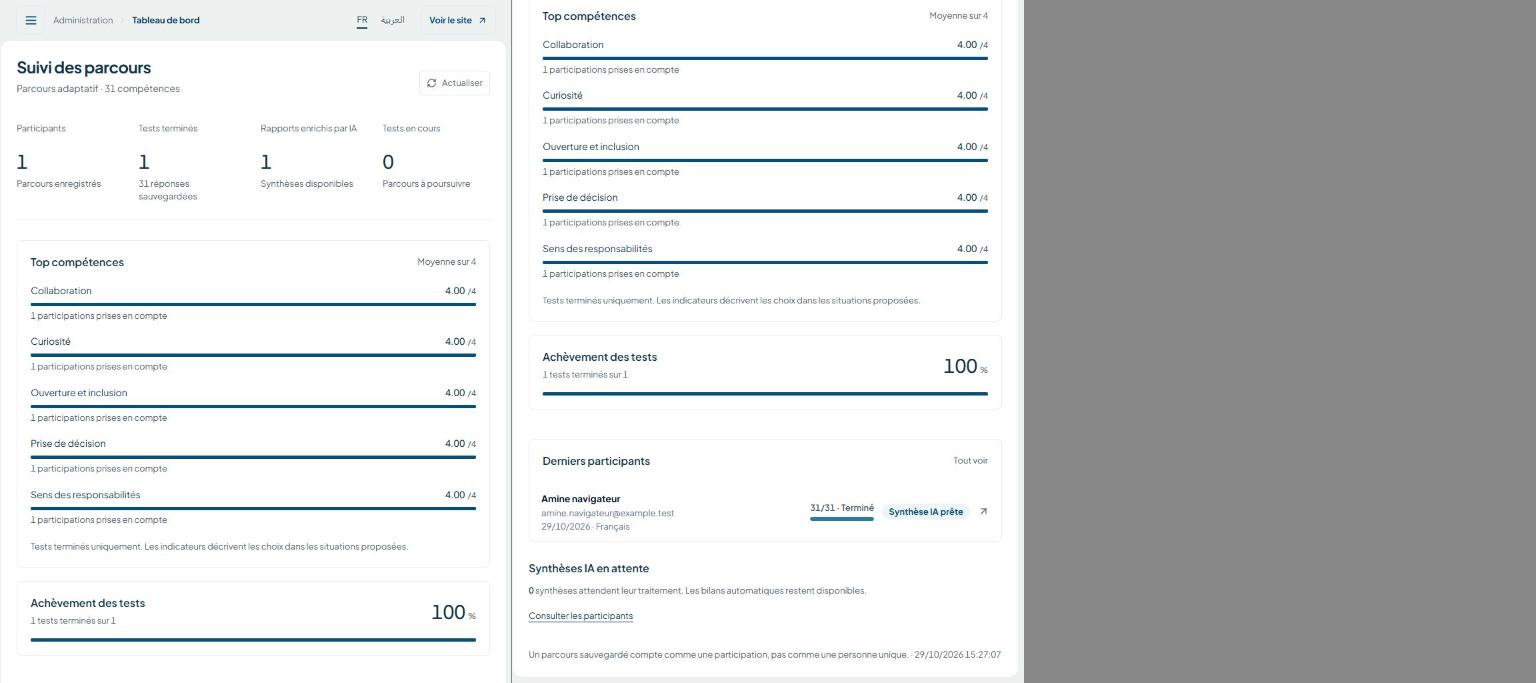 Administration / Tableau de bord
FR العربية Voir le site
Suivi des parcours
Parcours adaptatif · 31 compétences
Actualiser
Participants
1
Parcours enregistrés
Tests terminés
1
31 réponses
sauvegardées
Rapports enrichis par IA
1
Synthèses disponibles
Tests en cours
0
Parcours à poursuivre
Top compétences
Moyenne sur 4
Collaboration
4.00 /4
1 participations prises en compte
Curiosité
4.00 /4
1 participations prises en compte
Ouverture et inclusion
4.00 /4
1 participations prises en compte
Prise de décision
4.00 /4
1 participations prises en compte
Sens des responsabilités
4.00 /4
1 participations prises en compte
Tests terminés uniquement. Les indicateurs décrivent les choix dans les situations proposées.
Achèvement des tests
1 tests terminés sur 1
100 %
Top compétences
Moyenne sur 4
Collaboration
4.00 /4
1 participations prises en compte
Curiosité
4.00 /4
1 participations prises en compte
Ouverture et inclusion
4.00 /4
1 participations prises en compte
Prise de décision
4.00 /4
1 participations prises en compte
Sens des responsabilités
4.00 /4
1 participations prises en compte
Tests terminés uniquement. Les indicateurs décrivent les choix dans les situations proposées.
Achèvement des tests
1 tests terminés sur 1
100 %
Derniers participants
Tout voir
Amine navigateur
amine.navigateur@example.test
29/10/2026 · Français
31/31 · Terminé
Synthèse IA prête
Synthèses IA en attente
0 synthèses attendent leur traitement. Les bilans automatiques restent disponibles.
Consulter les participants
Un parcours sauvegardé compte comme une participation, pas comme une personne unique. · 29/10/2026 15:27:07